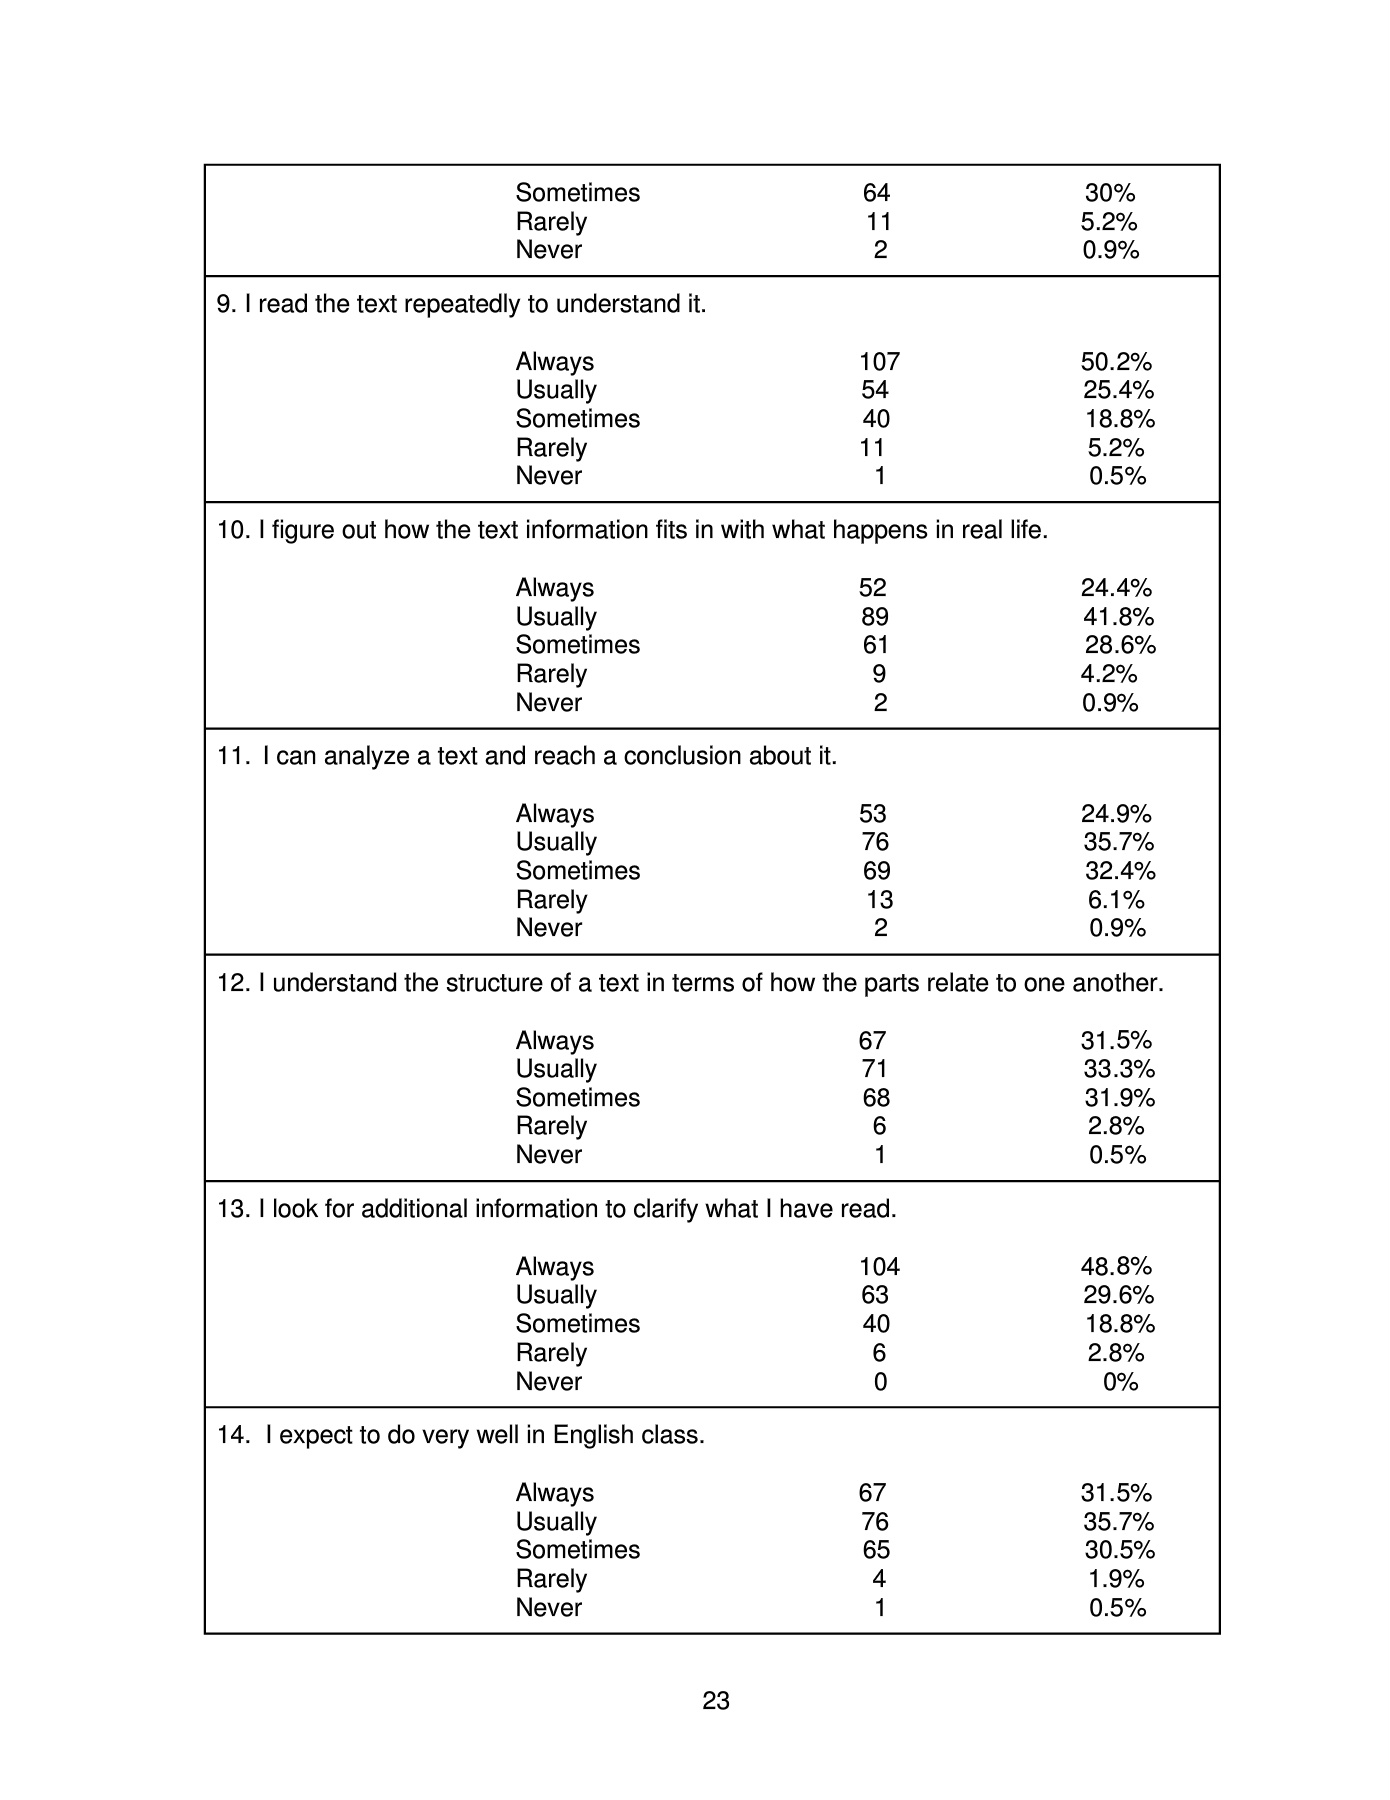 Sometimes 64 30%
Rarely 11 5.2%
Never 2 0.9%
9. I read the text repeatedly to understand it.
Always 107 50.2%
Usually 54 25.4%
Sometimes 40 18.8%
Rarely 11 5.2%
Never 1 0.5%
10. I figure out how the text information fits in with what happens in real life.
Always 52 24.4%
Usually 89 41.8%
Sometimes 61 28.6%
Rarely 9 4.2%
Never 2 0.9%
11. I can analyze a text and reach a conclusion about it.
Always 53 24.9%
Usually 76 35.7%
Sometimes 69 32.4%
Rarely 13 6.1%
Never 2 0.9%
12. I understand the structure of a text in terms of how the parts relate to one another.
Always 67 31.5%
Usually 71 33.3%
Sometimes 68 31.9%
Rarely 6 2.8%
Never 1 0.5%
13. I look for additional information to clarify what I have read.
Always 104 48.8%
Usually 63 29.6%
Sometimes 40 18.8%
Rarely 6 2.8%
Never 0 0%
14. I expect to do very well in English class.
Always 67 31.5%
Usually 76 35.7%
Sometimes 65 30.5%
Rarely 4 1.9%
Never 1 0.5%
23